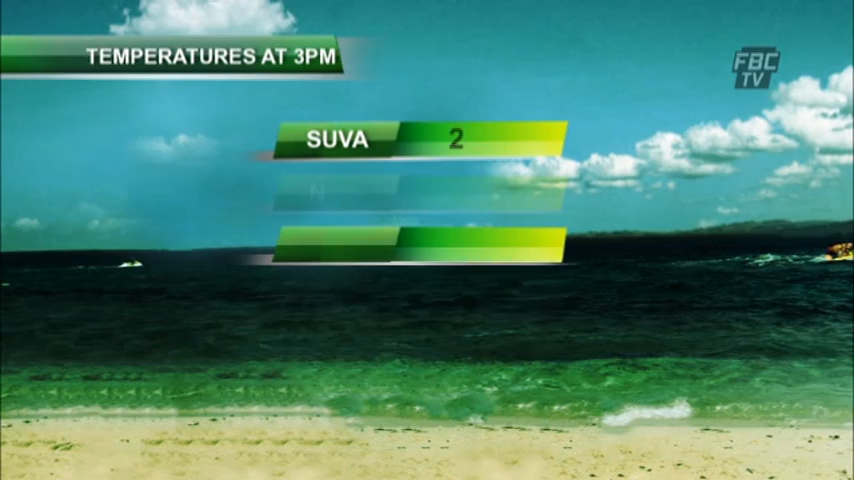 TEMPERATURES AT 3PM
FBC
TV
SUVA 2
N